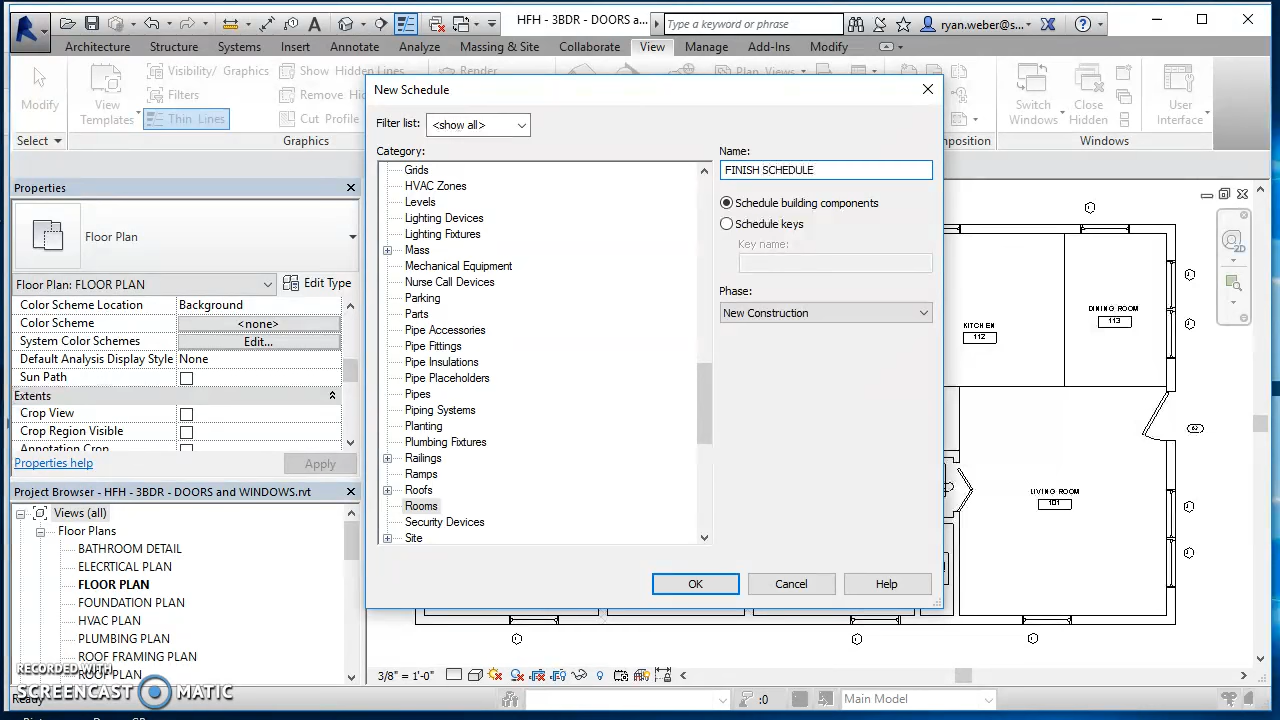 HFH - 3BDR - DOORS a...
Type a keyword or phrase
ryan.weber@s...
Architecture
Structure
Systems
Insert
Annotate
Analyze
Massing & Site
Collaborate
View
Manage
Add-Ins
Modify
Modify
View
Templates
Visibility/ Graphics
Filters
Thin Lines
Show Hidden Lines
Remove Hid
Cut Profile
Render
Plan Views
Switch
Windows
Close
Hidden
User
Interface
Select
Graphics
position
Windows
Properties
Floor Plan
Floor Plan: FLOOR PLAN
Edit Type
Color Scheme Location
Background
Color Scheme
<none>
System Color Schemes
Edit...
Default Analysis Display Style
None
Sun Path
Extents
Crop View
Crop Region Visible
Annotation Crop
Properties help
Apply
Project Browser - HFH - 3BDR - DOORS and WINDOWS.rvt
Views (all)
Floor Plans
BATHROOM DETAIL
ELECRTICAL PLAN
FLOOR PLAN
FOUNDATION PLAN
HVAC PLAN
PLUMBING PLAN
ROOF FRAMING PLAN
ROOF PLAN
New Schedule
Filter list:
<show all>
Category:
Grids
HVAC Zones
Levels
Lighting Devices
Lighting Fixtures
Mass
Mechanical Equipment
Nurse Call Devices
Parking
Parts
Pipe Accessories
Pipe Fittings
Pipe Insulations
Pipe Placeholders
Pipes
Piping Systems
Planting
Plumbing Fixtures
Railings
Ramps
Roofs
Rooms
Security Devices
Site
Name:
FINISH SCHEDULE
Schedule building components
Schedule keys
Key name:
Phase:
New Construction
OK
Cancel
Help
2D
KITCHEN
112
DINING ROOM
113
LIVING ROOM
101
3/8" = 1'-0"
Ready
:0
Main Model
RECORDED WITH
SCREENCAST MATIC